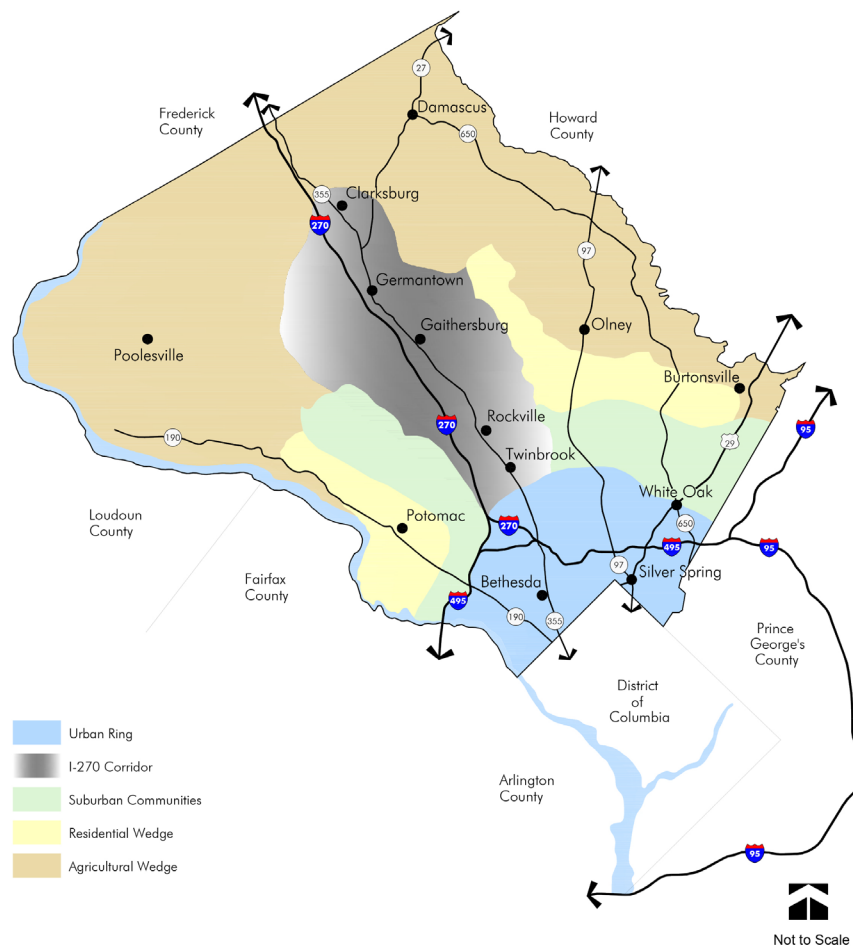 27
Damascus
Frederick
County
650
Howard
County
355
Clarksburg
270
97
Germantown
Gaithersburg
Olney
Poolesville
Burtonsville
Rockville
270
95
190
29
Twinbrook
White Oak
Potomac
270
650
Loudoun
County
495
95
97
Silver Spring
Fairfax
County
Bethesda
495
190
355
Prince
George's
County
District
of
Columbia
Arlington
County
95
Urban Ring
I-270 Corridor
Suburban Communities
Residential Wedge
Agricultural Wedge
Not to Scale